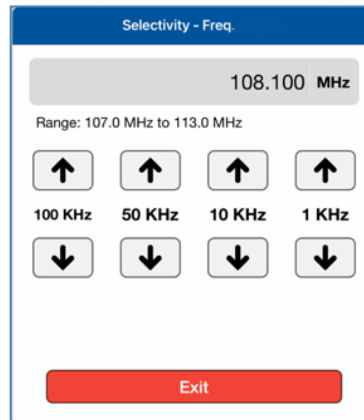 Selectivity - Freq.
108.100 MHz
Range: 107.0 MHz to 113.0 MHz
100 KHz 50 KHz 10 KHz 1 KHz
Exit